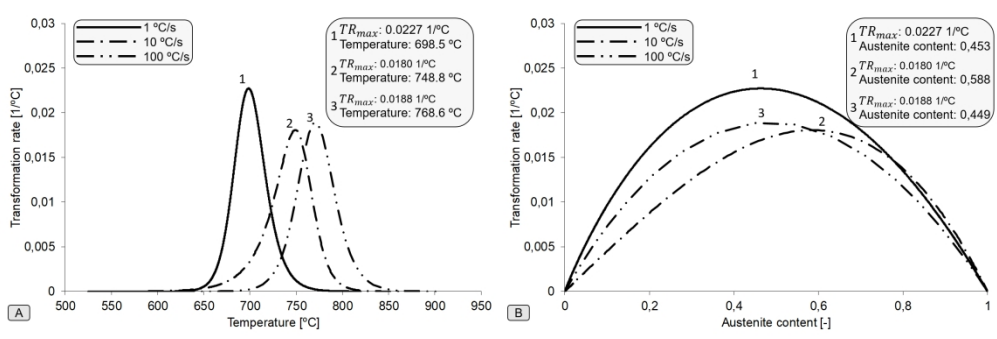 0,03
0,025
0,02
0,015
0,01
0,005
0
Transformation rate [1/ºC]
1 ºC/s
10 ºC/s
100 ºC/s
1 TRmax: 0.0227 1/ºC
Temperature: 698.5 ºC
2 TRmax: 0.0180 1/ºC
Temperature: 748.8 ºC
3 TRmax: 0.0188 1/ºC
Temperature: 768.6 ºC
1
2
3
500 550 600 650 700 750 800 850 900 950
Temperature [ºC]
A
0,03
0,025
0,02
0,015
0,01
0,005
0
Transformation rate [1/ºC]
1 ºC/s
10 ºC/s
100 ºC/s
1 TRmax: 0.0227 1/ºC
Austenite content: 0,453
2 TRmax: 0.0180 1/ºC
Austenite content: 0,588
3 TRmax: 0.0188 1/ºC
Austenite content: 0,449
1
3
2
0 0,2 0,4 0,6 0,8 1
Austenite content [-]
B